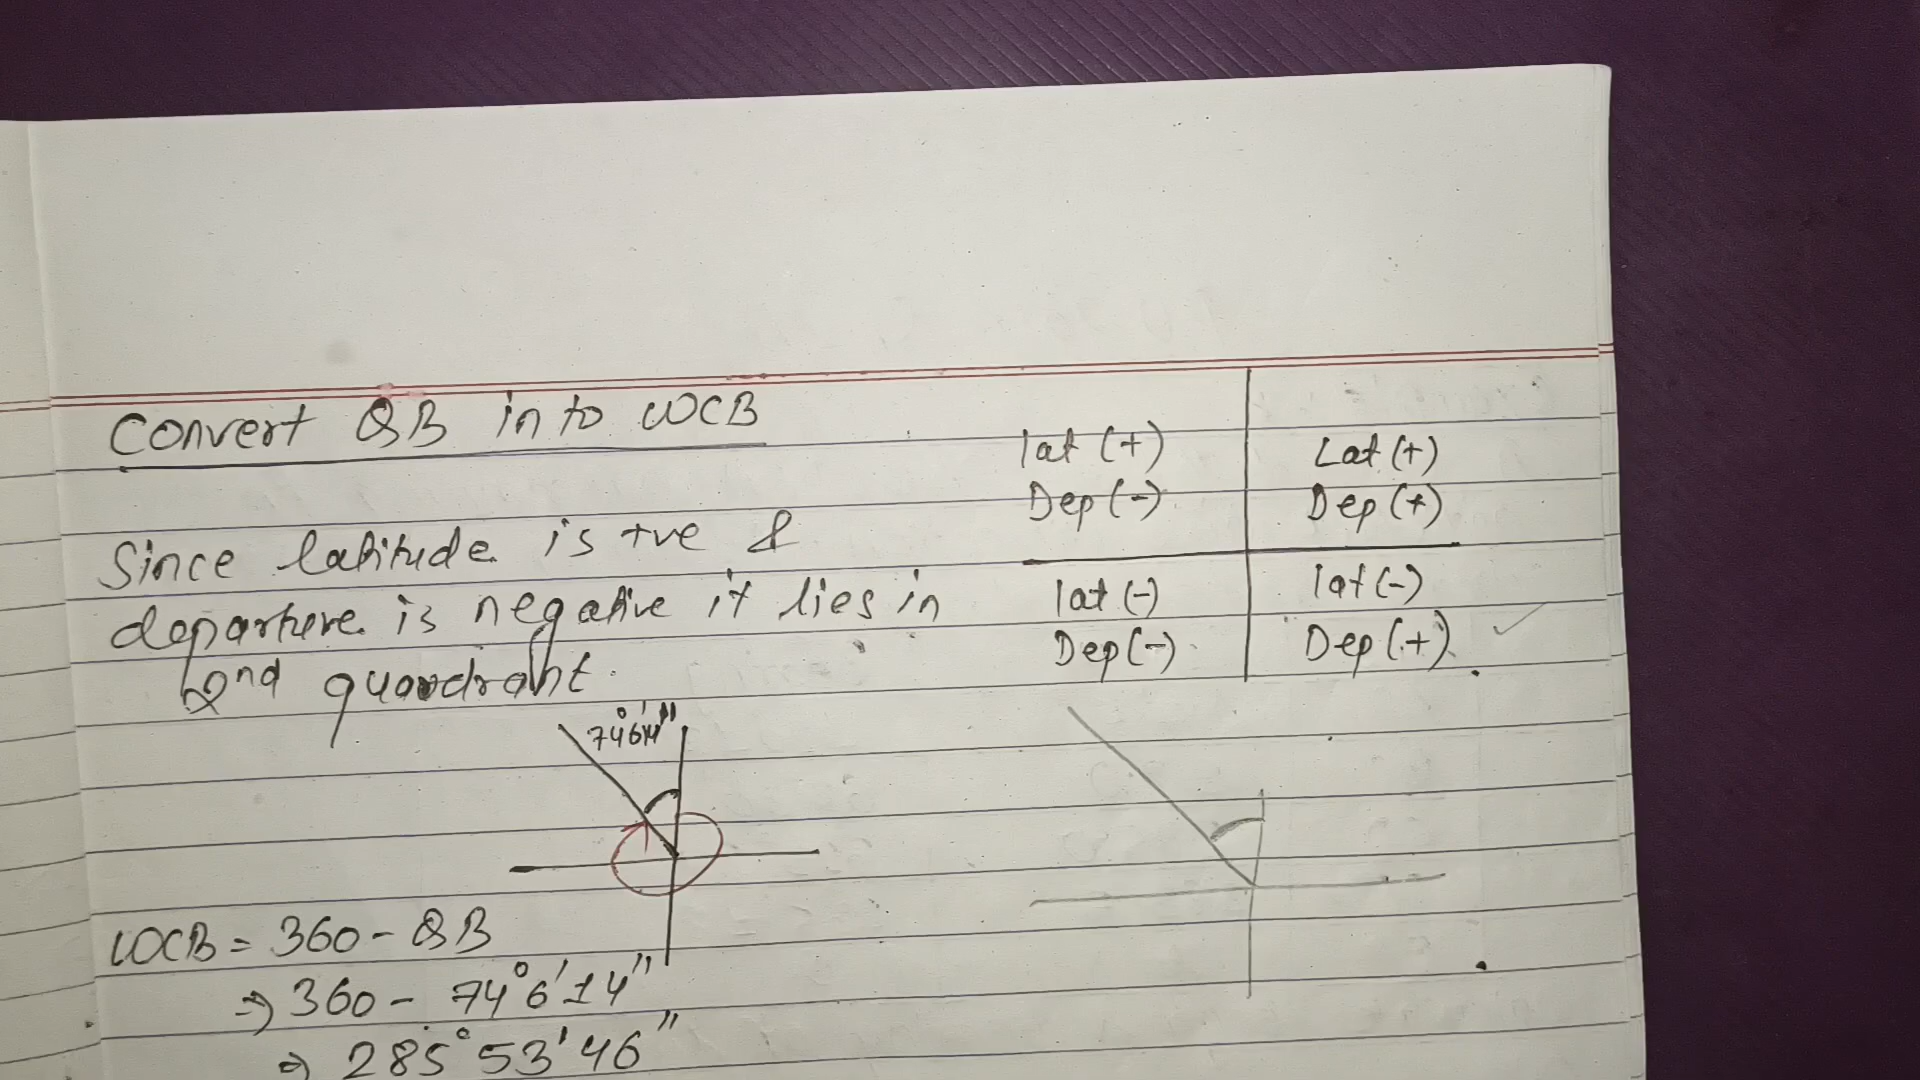 Convert QB in to WCB
Since latitude is +ve &
departure is negative it lies in
2nd quadrant.
lat (+)
Dep (-)
Lat (+)
Dep (+)
lat (-)
Dep (-)
lat (-)
Dep (+)
74°6'14"
WCB = 360 - QB
⇒ 360 - 74°6'14"
⇒ 285°53'46"